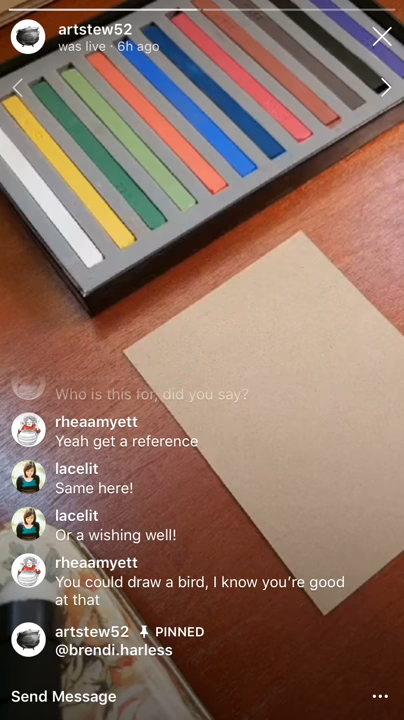 artstew52
was live · 6h ago
Who is this for, did you say?
rheaamyett
Yeah get a reference
lacelit
Same here!
lacelit
Or a wishing well!
rheaamyett
You could draw a bird, I know you’re good
at that
artstew52 PINNED
@brendi.harless
Send Message